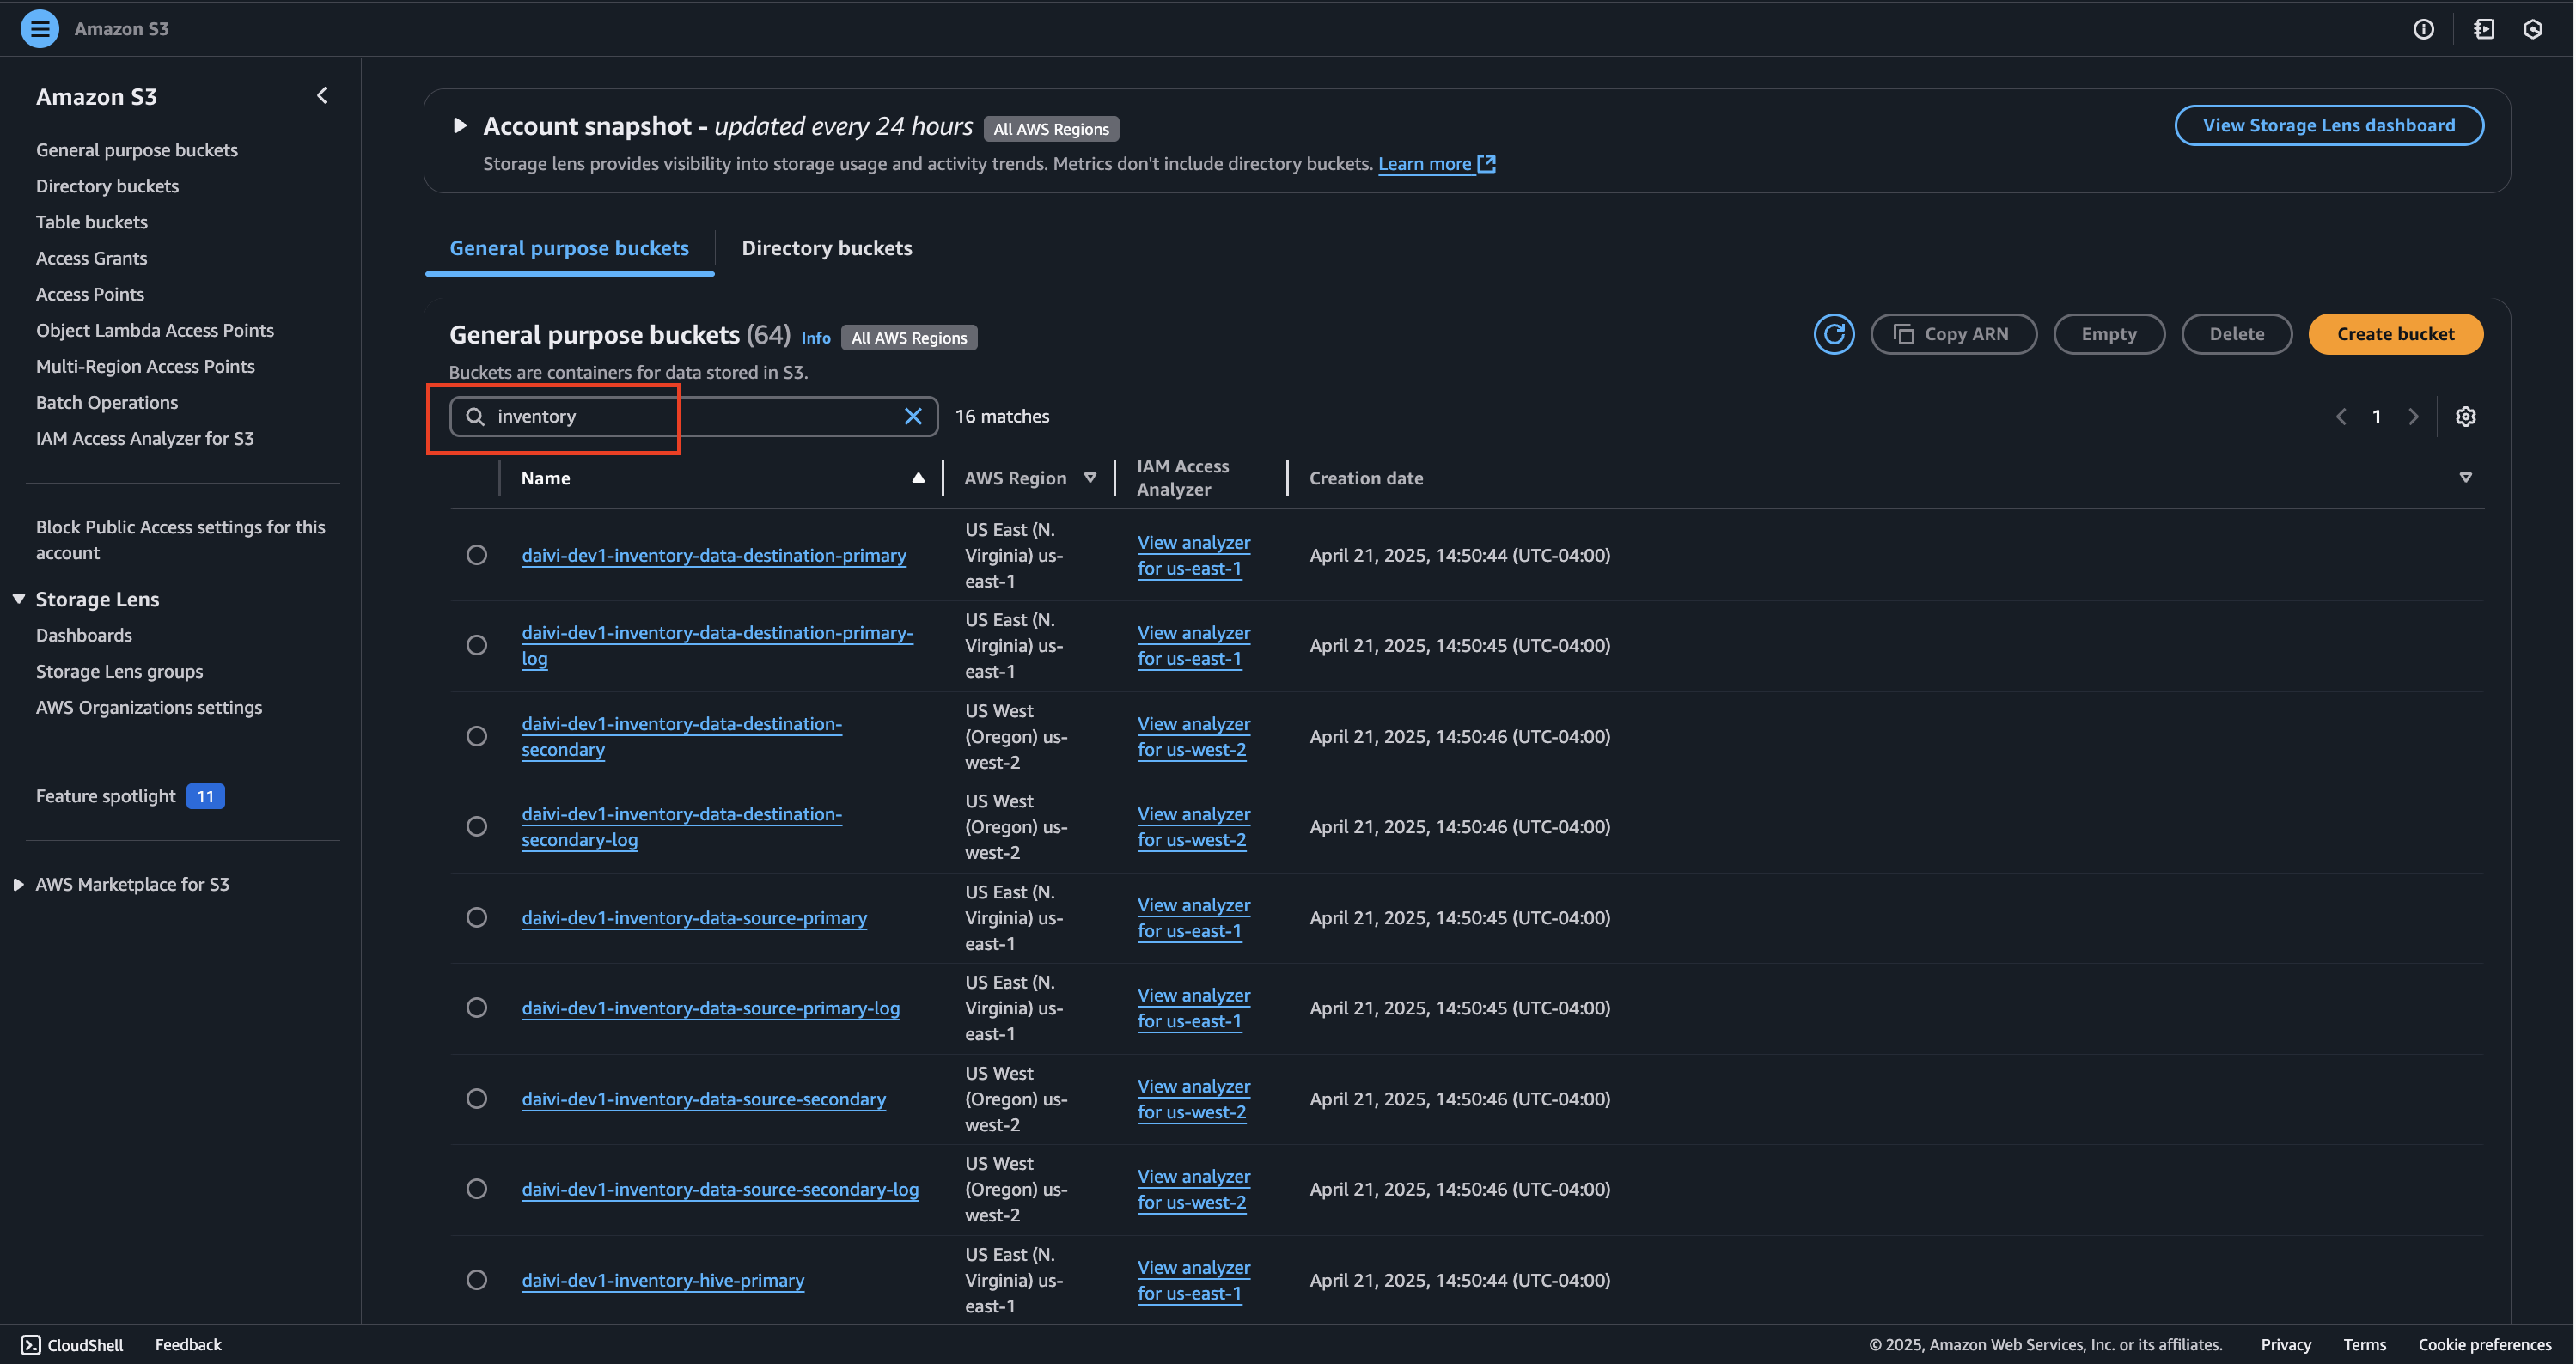 Amazon S3
Amazon S3
General purpose buckets
Directory buckets
Table buckets
Access Grants
Access Points
Object Lambda Access Points
Multi-Region Access Points
Batch Operations
IAM Access Analyzer for S3
Block Public Access settings for this
account
Storage Lens
Dashboards
Storage Lens groups
AWS Organizations settings
Feature spotlight 11
AWS Marketplace for S3
Account snapshot - updated every 24 hours All AWS Regions
View Storage Lens dashboard
Storage lens provides visibility into storage usage and activity trends. Metrics don't include directory buckets. Learn more
General purpose buckets
Directory buckets
General purpose buckets (64) Info All AWS Regions
Copy ARN
Empty
Delete
Create bucket
Buckets are containers for data stored in S3.
inventory
16 matches
1
Name
AWS Region
IAM Access
Analyzer
Creation date
daivi-dev1-inventory-data-destination-primary
US East (N.
Virginia) us-
east-1
View analyzer
for us-east-1
April 21, 2025, 14:50:44 (UTC-04:00)
daivi-dev1-inventory-data-destination-primary-
log
US East (N.
Virginia) us-
east-1
View analyzer
for us-east-1
April 21, 2025, 14:50:45 (UTC-04:00)
daivi-dev1-inventory-data-destination-
secondary
US West
(Oregon) us-
west-2
View analyzer
for us-west-2
April 21, 2025, 14:50:46 (UTC-04:00)
daivi-dev1-inventory-data-destination-
secondary-log
US West
(Oregon) us-
west-2
View analyzer
for us-west-2
April 21, 2025, 14:50:46 (UTC-04:00)
daivi-dev1-inventory-data-source-primary
US East (N.
Virginia) us-
east-1
View analyzer
for us-east-1
April 21, 2025, 14:50:45 (UTC-04:00)
daivi-dev1-inventory-data-source-primary-log
US East (N.
Virginia) us-
east-1
View analyzer
for us-east-1
April 21, 2025, 14:50:45 (UTC-04:00)
daivi-dev1-inventory-data-source-secondary
US West
(Oregon) us-
west-2
View analyzer
for us-west-2
April 21, 2025, 14:50:46 (UTC-04:00)
daivi-dev1-inventory-data-source-secondary-log
US West
(Oregon) us-
west-2
View analyzer
for us-west-2
April 21, 2025, 14:50:46 (UTC-04:00)
daivi-dev1-inventory-hive-primary
US East (N.
Virginia) us-
east-1
View analyzer
for us-east-1
April 21, 2025, 14:50:44 (UTC-04:00)
CloudShell
Feedback
© 2025, Amazon Web Services, Inc. or its affiliates.
Privacy
Terms
Cookie preferences